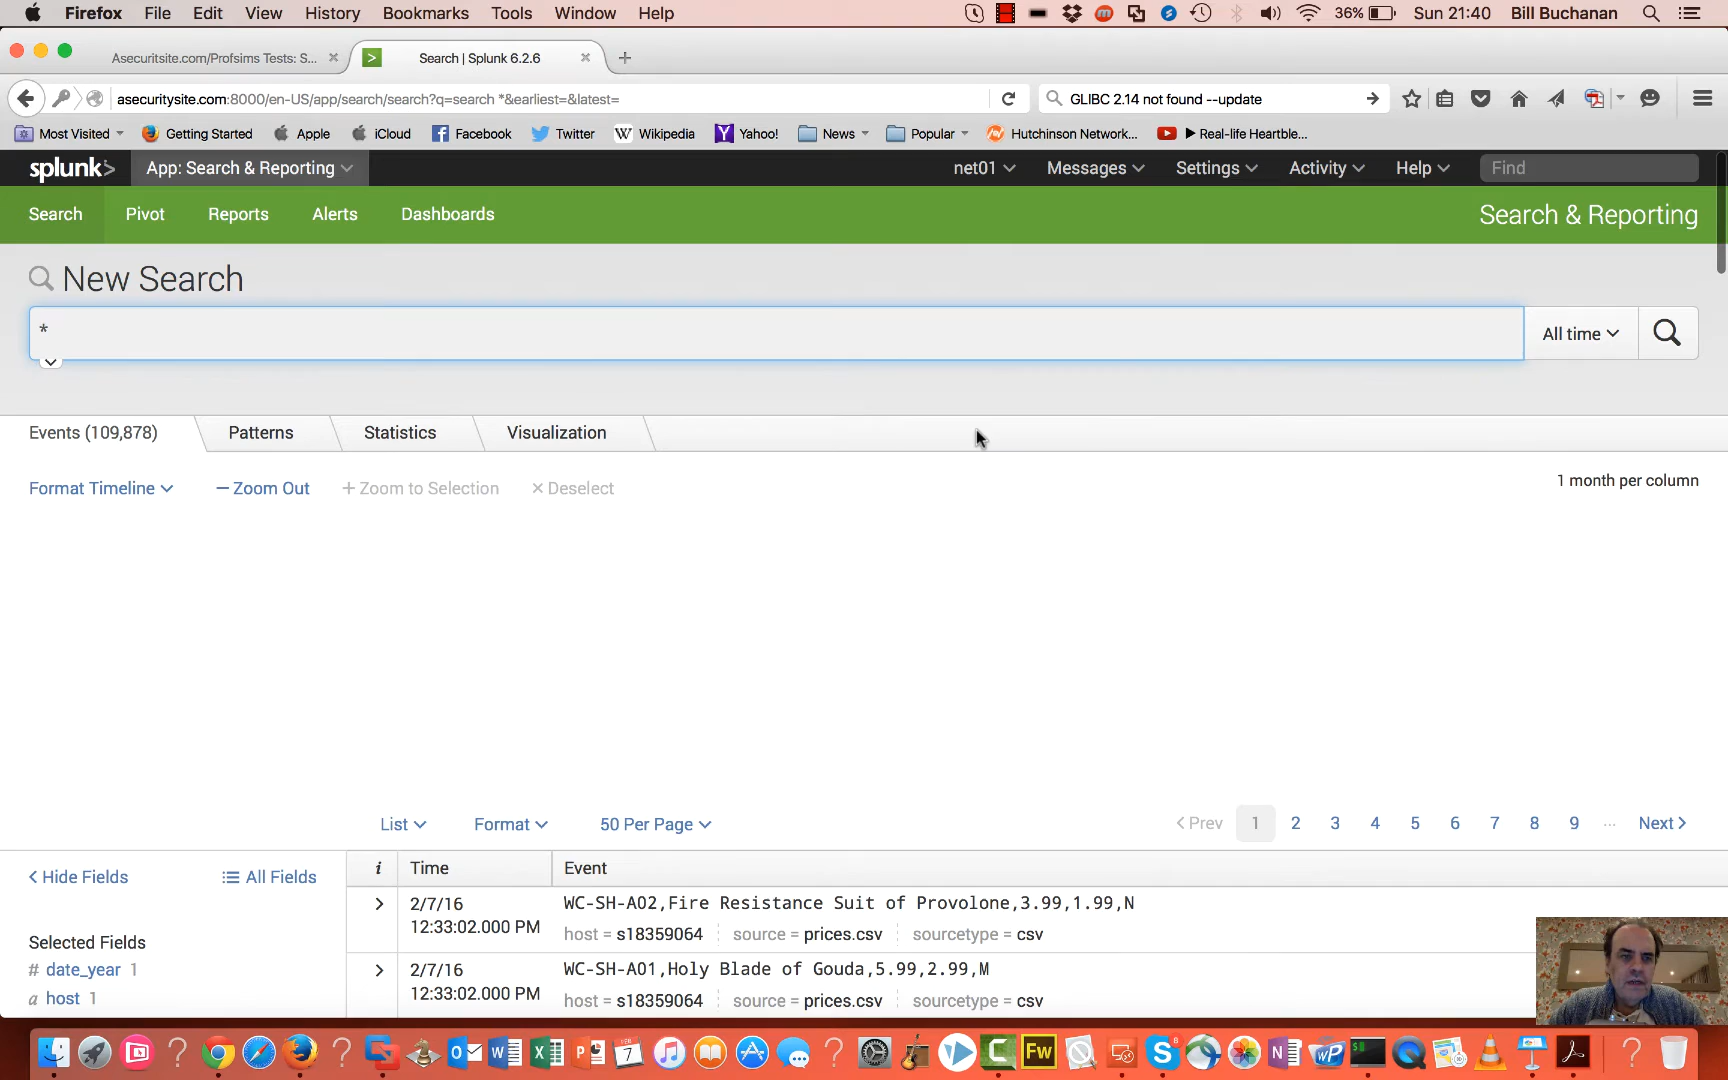 Firefox File Edit View History Bookmarks Tools Window Help 36% Sun 21:40 Bill Buchanan
Asecuritsite.com/Profsims Tests: S... Search | Splunk 6.2.6
asecuritysite.com:8000/en-US/app/search/search?q=search *&earliest=&latest= GLIBC 2.14 not found --update
Most Visited Getting Started Apple iCloud Facebook Twitter Wikipedia Yahoo! News Popular Hutchinson Network... ▶ Real-life Heartble...
splunk> App: Search & Reporting net01 Messages Settings Activity Help Find
Search Pivot Reports Alerts Dashboards Search & Reporting
New Search
* All time
Events (109,878) Patterns Statistics Visualization
Format Timeline — Zoom Out + Zoom to Selection × Deselect 1 month per column
List Format 50 Per Page < Prev 1 2 3 4 5 6 7 8 9 ... Next >
< Hide Fields All Fields i Time Event
> 2/7/16 WC-SH-A02,Fire Resistance Suit of Provolone,3.99,1.99,N
12:33:02.000 PM host = s18359064 source = prices.csv sourcetype = csv
Selected Fields
# date_year 1 > 2/7/16 WC-SH-A01,Holy Blade of Gouda,5.99,2.99,M
a host 1 12:33:02.000 PM host = s18359064 source = prices.csv sourcetype = csv